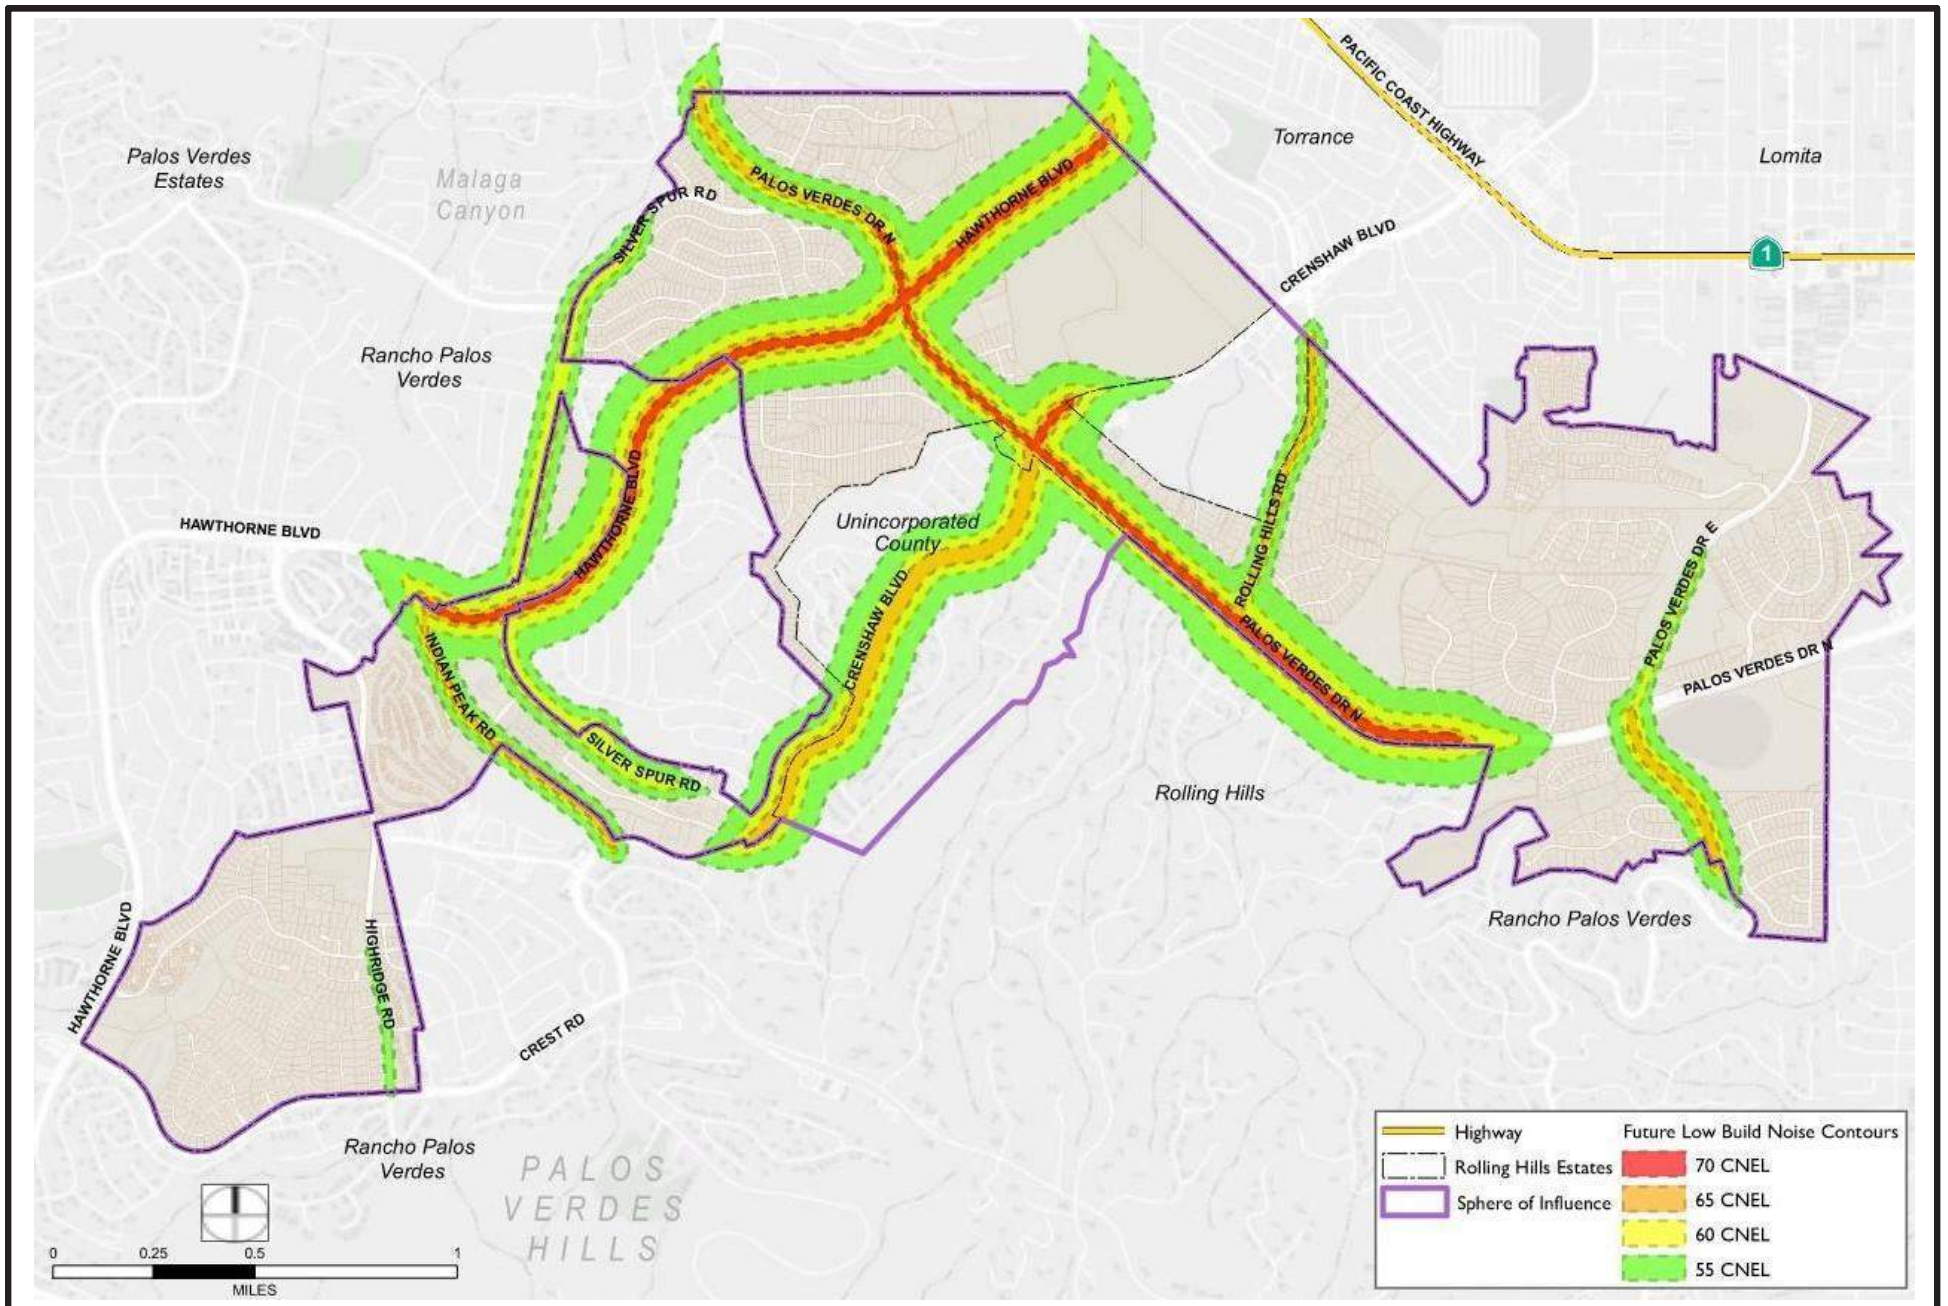 PACIFIC COAST HIGHWAY
Torrance
Lomita
Palos Verdes
Estates
Malaga
Canyon
SILVER SPUR RD
PALOS VERDES DR N
HAWTHORNE BLVD
CRENSHAW BLVD
1
Rancho Palos
Verdes
HAWTHORNE BLVD
HAWTHORNE BLVD
Unincorporated
County
ROLLING HILLS RD
PALOS VERDES DR E
CRENSHAW BLVD
INDIAN PEAK RD
PALOS VERDES DR N
PALOS VERDES DR N
SILVER SPUR RD
Rolling Hills
Rancho Palos Verdes
HAWTHORNE BLVD
HIGHRIDGE RD
CREST RD
Rancho Palos
Verdes
PALOS
VERDES
HILLS
0 0.25 0.5 1
MILES
Highway
Rolling Hills Estates
Sphere of Influence
Future Low Build Noise Contours
70 CNEL
65 CNEL
60 CNEL
55 CNEL